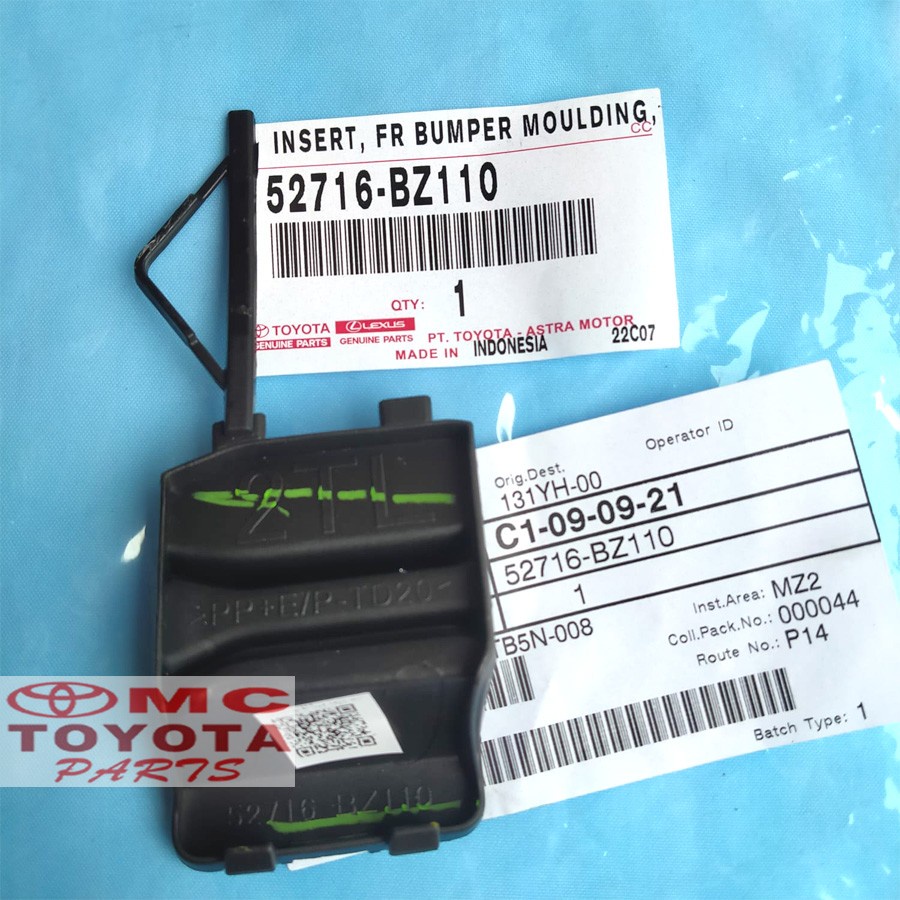 INSERT, FR BUMPER MOULDING,
CC
52716-BZ110
QTY: 1
TOYOTA
GENUINE PARTS
LEXUS
GENUINE PARTS
PT. TOYOTA - ASTRA MOTOR
MADE IN INDONESIA 22C07
Operator ID
Orig.Dest.
131YH-00
C1-09-09-21
52716-BZ110
1
TB5N-008
Inst.Area: MZ2
Coll.Pack.No.: 000044
Route No.: P14
Batch Type: 1
2TL
>PP+E/P-TD20<
52716-BZ110
MC
TOYOTA
PARTS